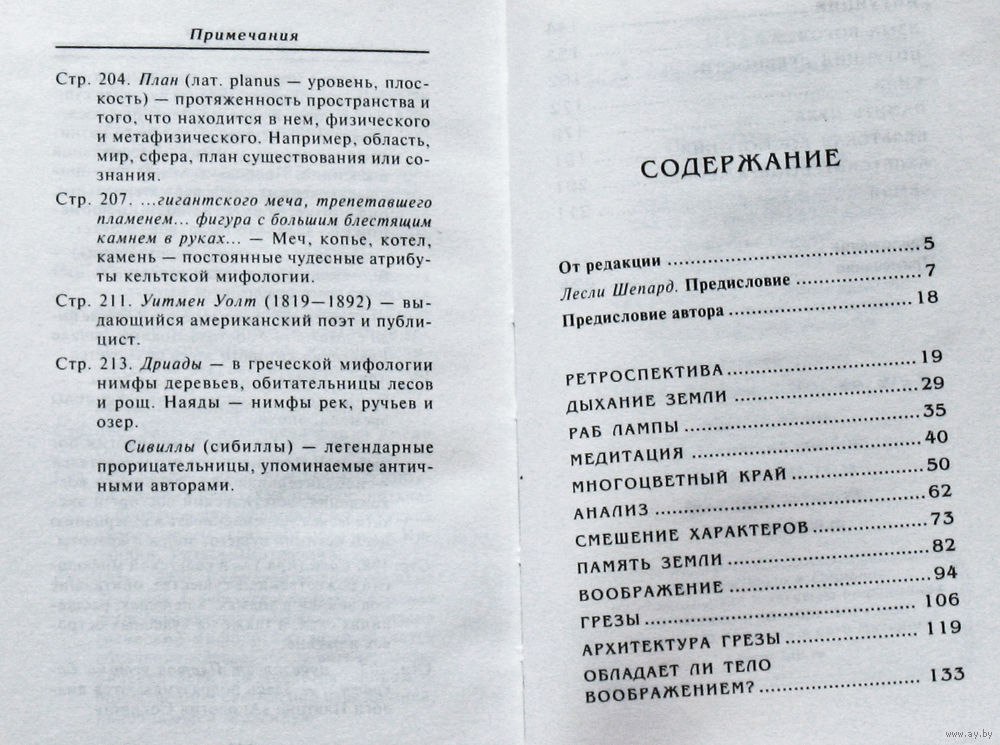 Примечания
Стр. 204. План (лат. planus — уровень, плос-
кость) — протяженность пространства и
того, что находится в нем, физического
и метафизического. Например, область,
мир, сфера, план существования или со-
знания.
Стр. 207. ...гигантского меча, трепетавшего
пламенем... фигура с большим блестящим
камнем в руках... — Меч, копье, котел,
камень — постоянные чудесные атрибу-
ты кельтской мифологии.
Стр. 211. Уитмен Уолт (1819—1892) — вы-
дающийся американский поэт и публи-
цист.
Стр. 213. Дриады — в греческой мифологии
нимфы деревьев, обитательницы лесов
и рощ. Наяды — нимфы рек, ручьев и
озер.
Сивиллы (сибиллы) — легендарные
прорицательницы, упоминаемые антич-
ными авторами.
СОДЕРЖАНИЕ
От редакции ........ 5
Лесли Шепард. Предисловие ........ 7
Предисловие автора ........ 18
РЕТРОСПЕКТИВА ........ 19
ДЫХАНИЕ ЗЕМЛИ ........ 29
РАБ ЛАМПЫ ........ 35
МЕДИТАЦИЯ ........ 40
МНОГОЦВЕТНЫЙ КРАЙ ........ 50
АНАЛИЗ ........ 62
СМЕШЕНИЕ ХАРАКТЕРОВ ........ 73
ПАМЯТЬ ЗЕМЛИ ........ 82
ВООБРАЖЕНИЕ ........ 94
ГРЕЗЫ ........ 106
АРХИТЕКТУРА ГРЕЗЫ ........ 119
ОБЛАДАЕТ ЛИ ТЕЛО
ВООБРАЖЕНИЕМ? ........ 133
www.ay.by